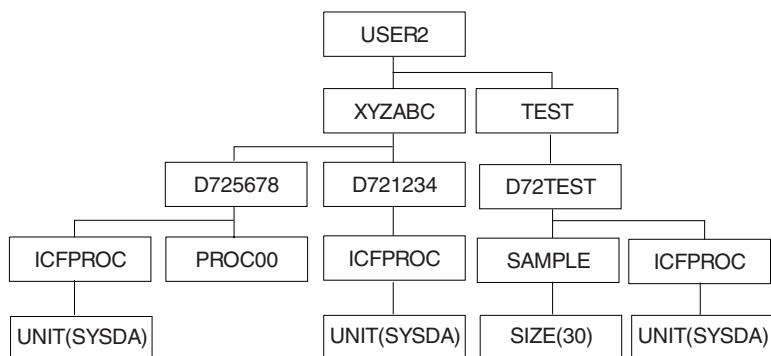 USER2
XYZABC TEST
D725678 D721234 D72TEST
ICFPROC PROC00 ICFPROC SAMPLE ICFPROC
UNIT(SYSDA) UNIT(SYSDA) SIZE(30) UNIT(SYSDA)